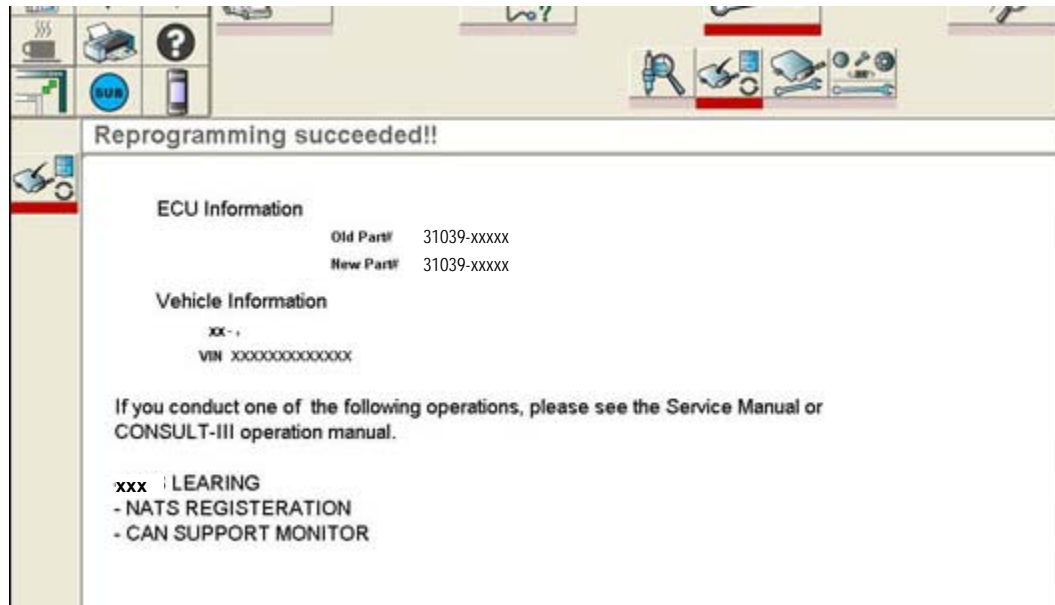 ?
?
SUB
Reprogramming succeeded!!
ECU Information
Old Part# 31039-xxxxx
New Part# 31039-xxxxx
Vehicle Information
xx-,
VIN XXXXXXXXXXXXX
If you conduct one of the following operations, please see the Service Manual or
CONSULT-III operation manual.
xxx LEARING
- NATS REGISTERATION
- CAN SUPPORT MONITOR